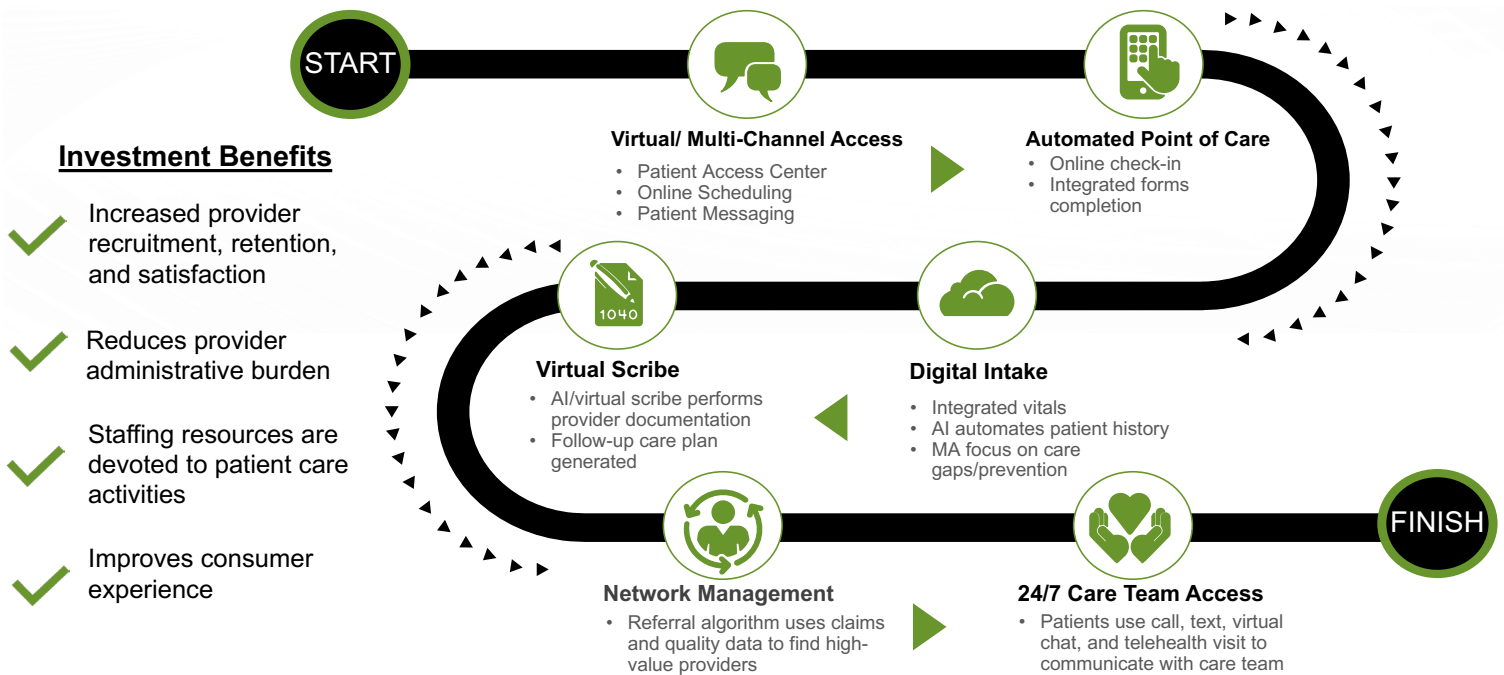 START
Virtual/ Multi-Channel Access
• Patient Access Center
• Online Scheduling
• Patient Messaging
Automated Point of Care
• Online check-in
• Integrated forms
completion
Investment Benefits
Increased provider
recruitment, retention,
and satisfaction
Reduces provider
administrative burden
Staffing resources are
devoted to patient care
activities
Improves consumer
experience
Digital Intake
• Integrated vitals
• AI automates patient history
• MA focus on care
gaps/prevention
1040
Virtual Scribe
• AI/virtual scribe performs
provider documentation
• Follow-up care plan
generated
Network Management
• Referral algorithm uses claims
and quality data to find high-
value providers
24/7 Care Team Access
• Patients use call, text, virtual
chat, and telehealth visit to
communicate with care team
FINISH